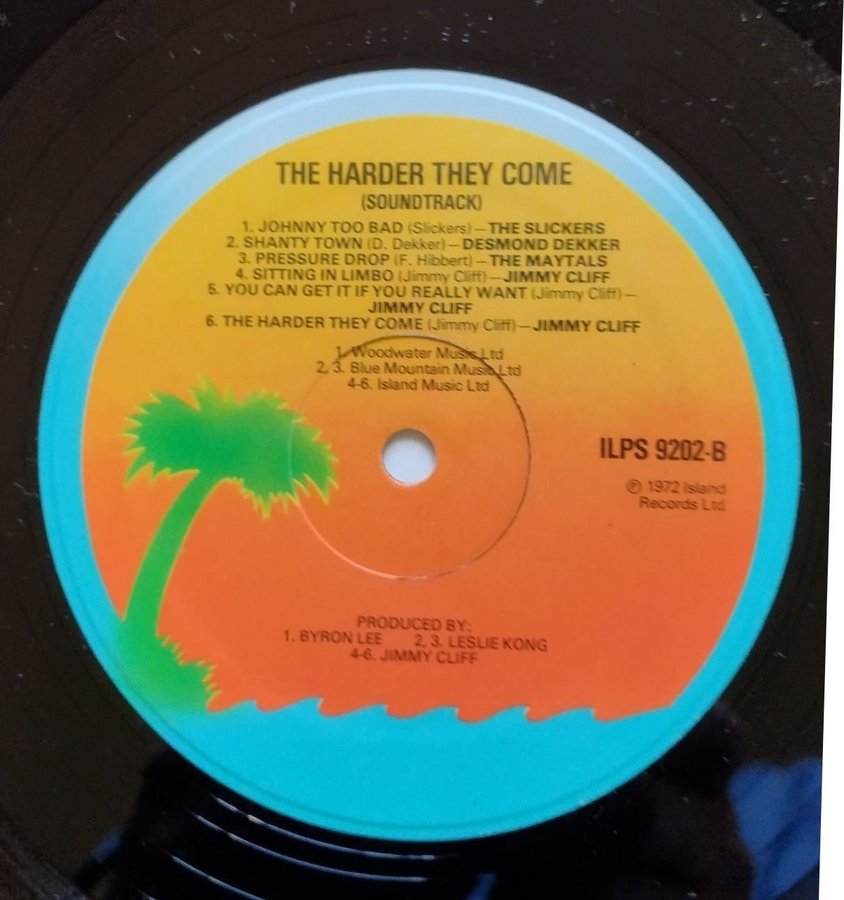 THE HARDER THEY COME
(SOUNDTRACK)
1. JOHNNY TOO BAD (Slickers) — THE SLICKERS
2. SHANTY TOWN (D. Dekker) — DESMOND DEKKER
3. PRESSURE DROP (F. Hibbert) — THE MAYTALS
4. SITTING IN LIMBO (Jimmy Cliff) — JIMMY CLIFF
5. YOU CAN GET IT IF YOU REALLY WANT (Jimmy Cliff) —
JIMMY CLIFF
6. THE HARDER THEY COME (Jimmy Cliff) — JIMMY CLIFF
1. Woodwater Music Ltd
2, 3. Blue Mountain Music Ltd
4-6. Island Music Ltd
ILPS 9202-B
Ⓟ 1972 Island
Records Ltd.
PRODUCED BY:
1. BYRON LEE 2, 3. LESLIE KONG
4-6. JIMMY CLIFF